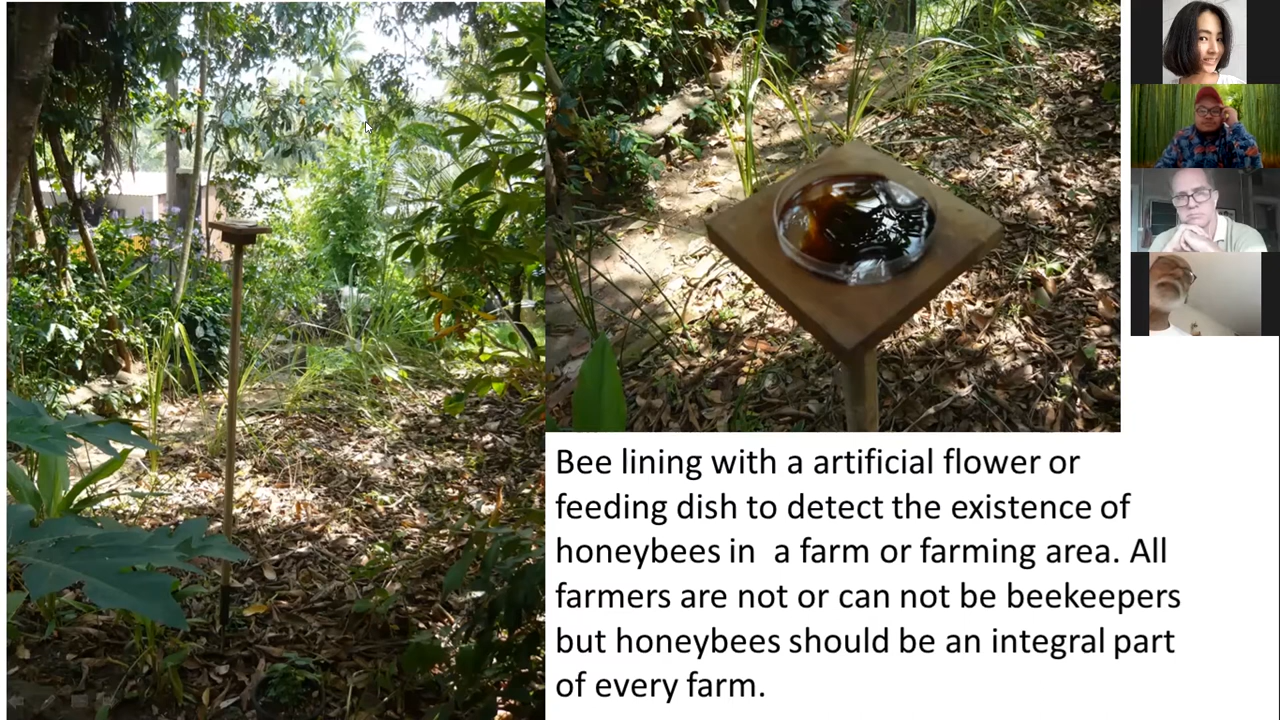 Bee lining with a artificial flower or
feeding dish to detect the existence of
honeybees in  a farm or farming area. All
farmers are not or can not be beekeepers
but honeybees should be an integral part
of every farm.